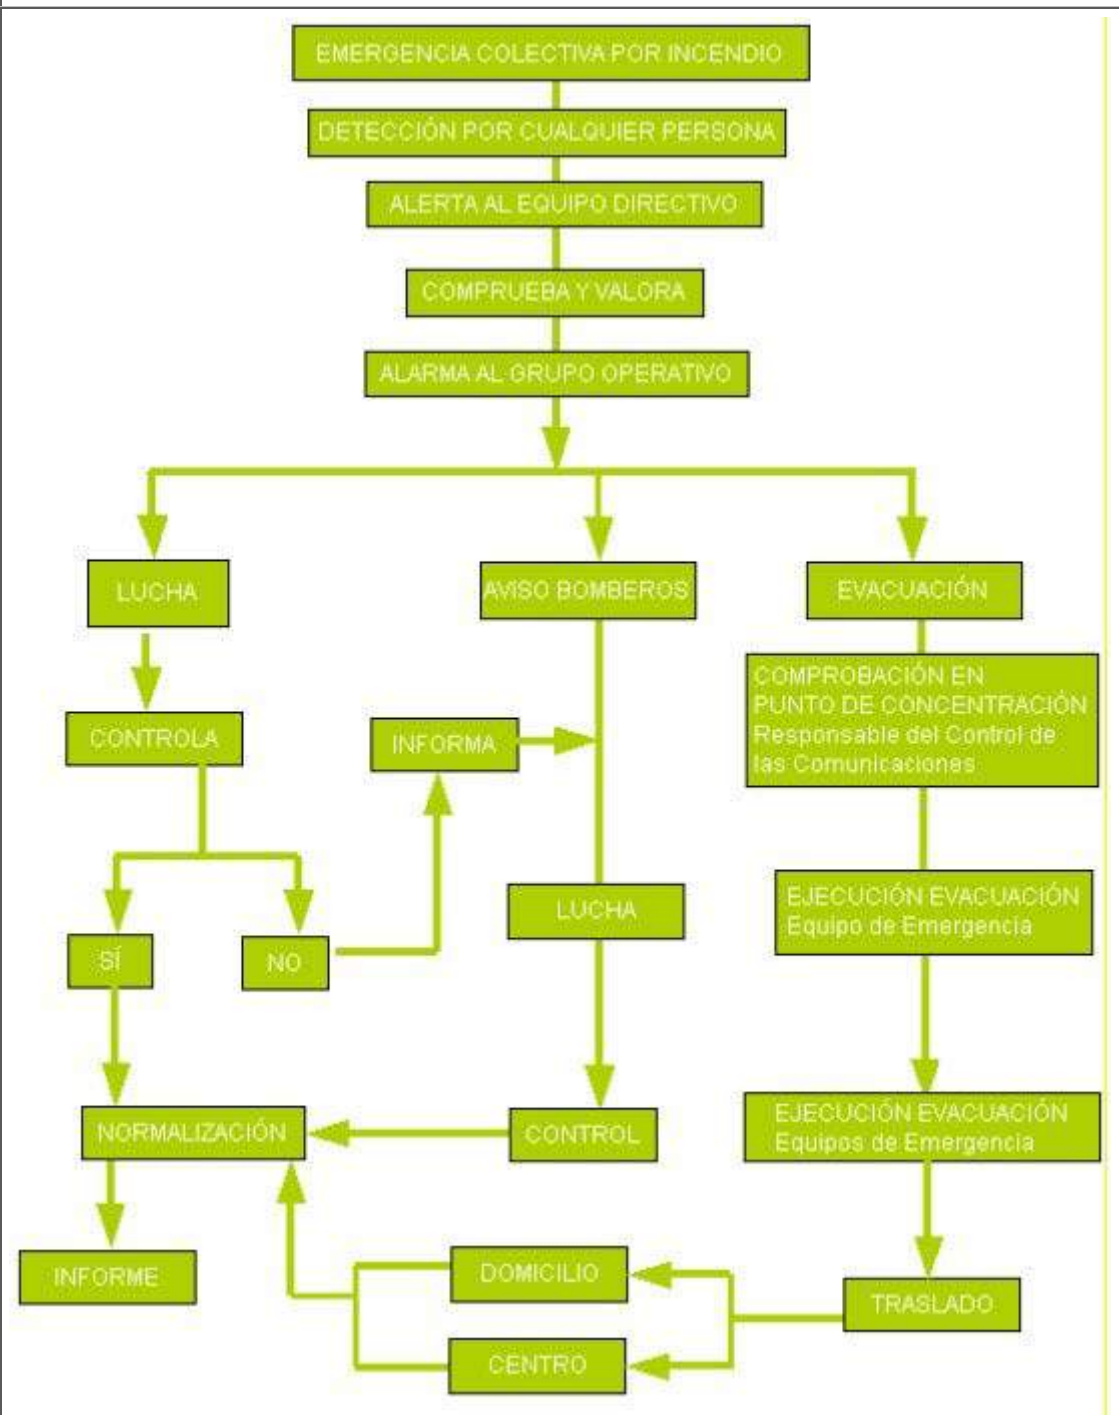 EMERGENCIA COLECTIVA POR INCENDIO
DETECCIÓN POR CUALQUIER PERSONA
ALERTA AL EQUIPO DIRECTIVO
COMPRUEBA Y VALORA
ALARMA AL GRUPO OPERATIVO
LUCHA
AVISO BOMBEROS
EVACUACIÓN
COMPROBACIÓN EN
PUNTO DE CONCENTRACIÓN
Responsable del Control de
las Comunicaciones
CONTROLA
INFORMA
EJECUCIÓN EVACUACIÓN
Equipo de Emergencia
LUCHA
SÍ
NO
NORMALIZACIÓN
CONTROL
EJECUCIÓN EVACUACIÓN
Equipos de Emergencia
INFORME
DOMICILIO
TRASLADO
CENTRO